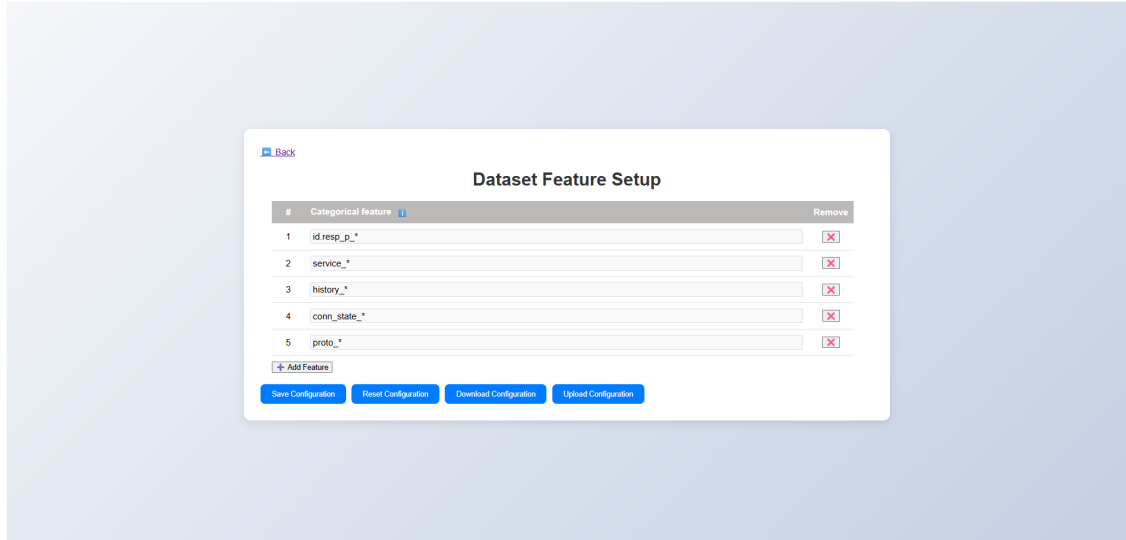 Back
Dataset Feature Setup
# Categorical feature i Remove
1 id.resp_p_*
2 service_*
3 history_*
4 conn_state_*
5 proto_*
+ Add Feature
Save Configuration Reset Configuration Download Configuration Upload Configuration